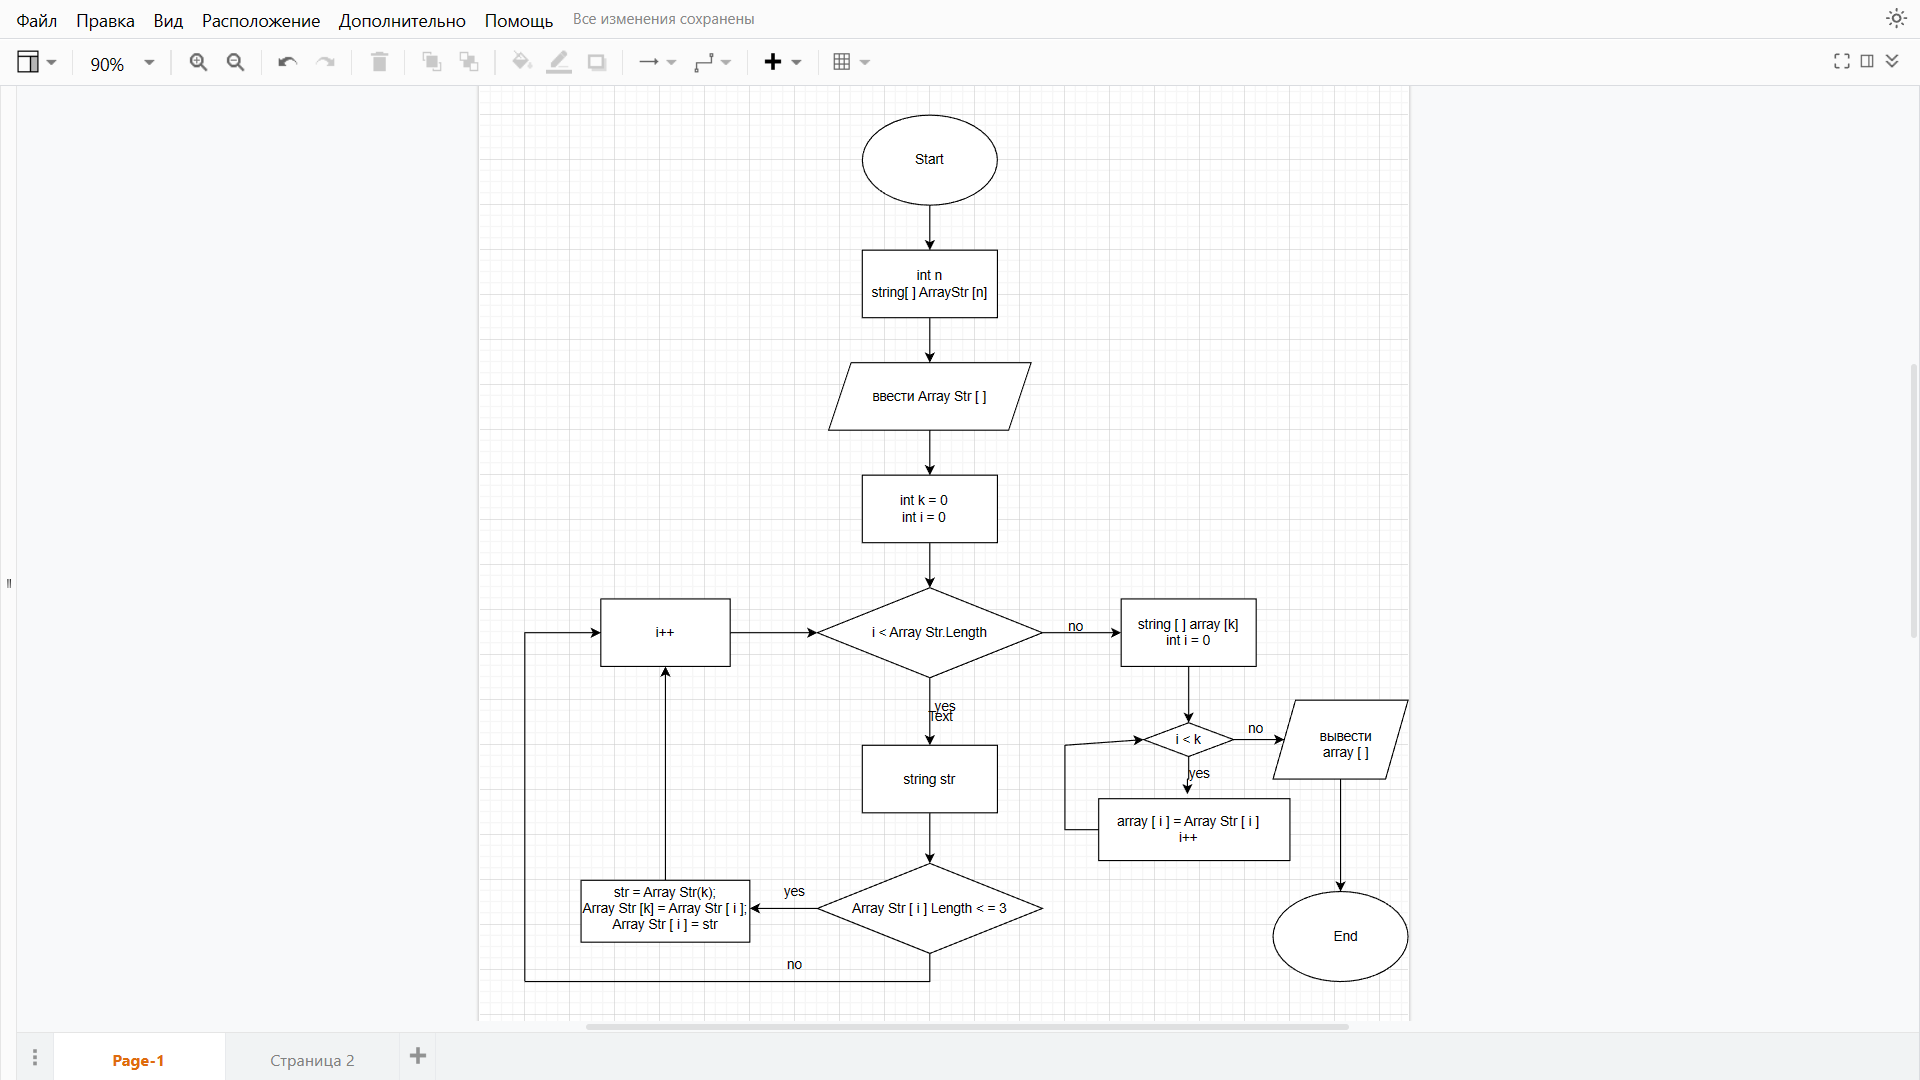 Файл Правка Вид Расположение Дополнительно Помощь Все изменения сохранены
90%
Start
int n
string[ ] ArrayStr [n]
ввести Array Str [ ]
int k = 0
int i = 0
i++
i < Array Str.Length
no
string [ ] array [k]
int i = 0
yes
Text
i < k
no
вывести
array [ ]
yes
string str
array [ i ] = Array Str [ i ]
i++
str = Array Str(k);
Array Str [k] = Array Str [ i ];
Array Str [ i ] = str
yes
Array Str [ i ] Length < = 3
End
no
Page-1
Страница 2